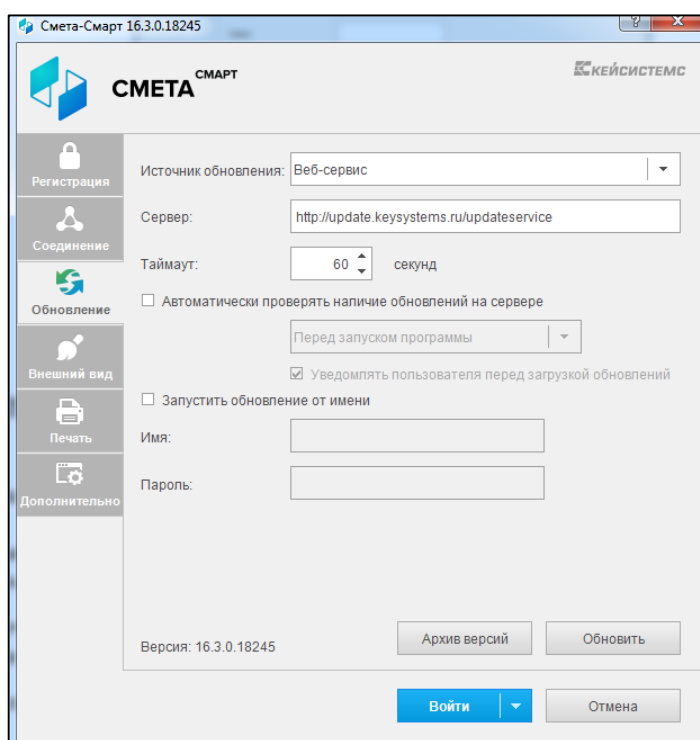 Смета-Смарт 16.3.0.18245
СМЕТА СМАРТ
КЕЙСИСТЕМС
Регистрация
Соединение
Обновление
Внешний вид
Печать
Дополнительно
Источник обновления: Веб-сервис
Сервер: http://update.keysystems.ru/updateservice
Таймаут: 60 секунд
Автоматически проверять наличие обновлений на сервере
Перед запуском программы
Уведомлять пользователя перед загрузкой обновлений
Запустить обновление от имени
Имя:
Пароль:
Версия: 16.3.0.18245
Архив версий
Обновить
Войти
Отмена